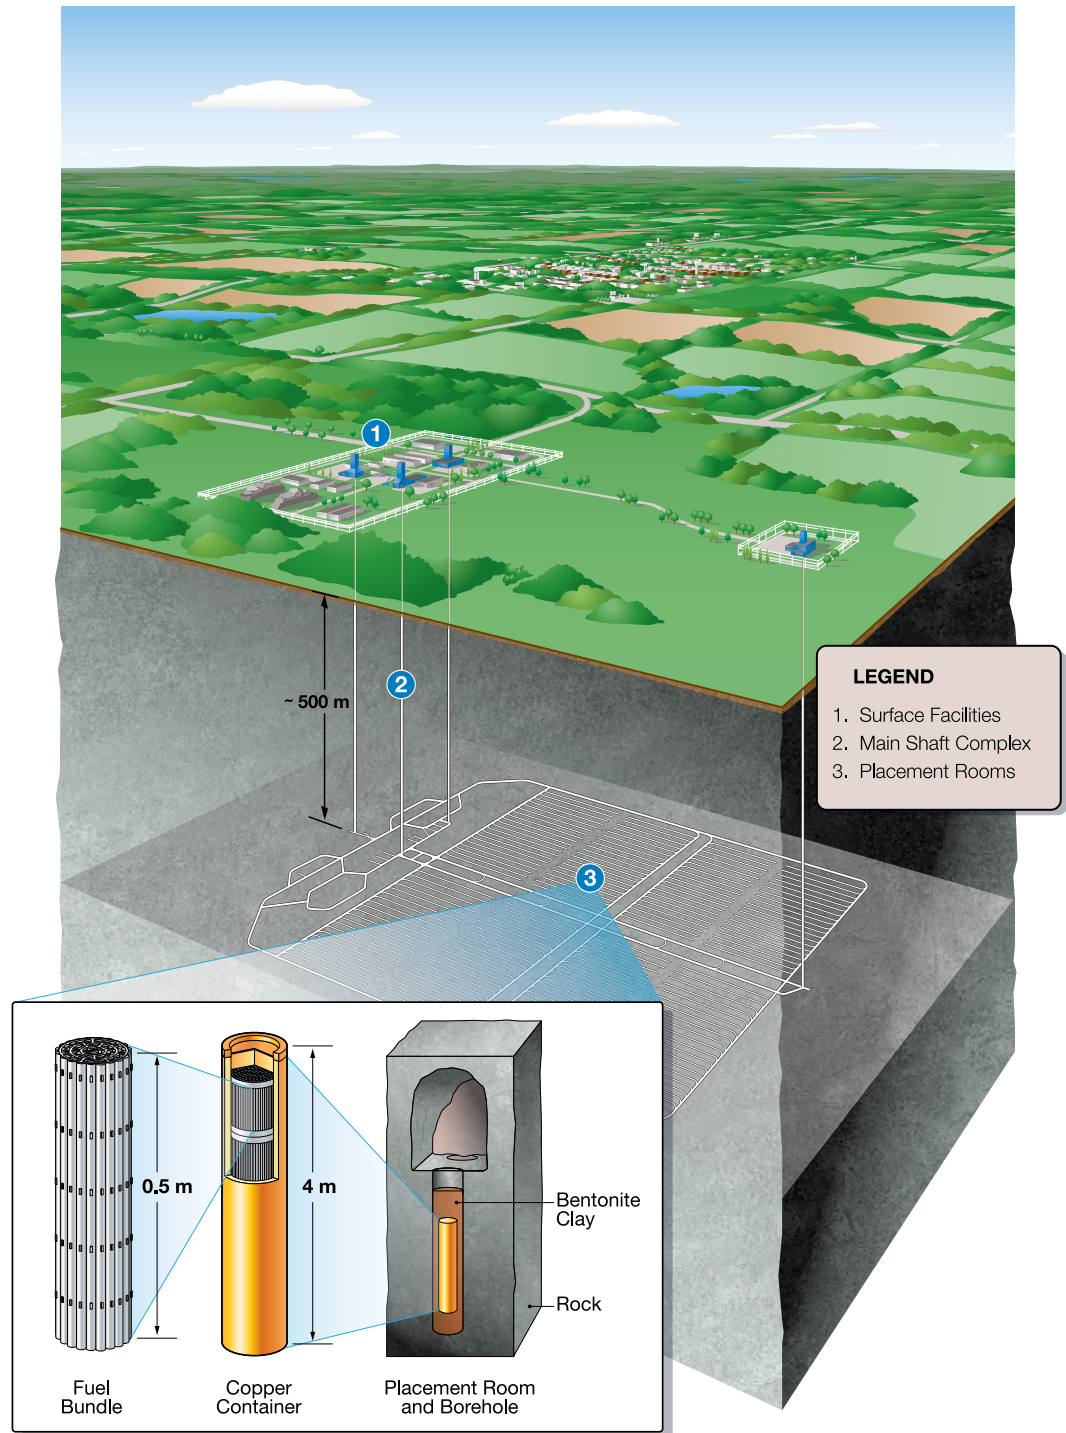 1
2
~ 500 m
LEGEND
1. Surface Facilities
2. Main Shaft Complex
3. Placement Rooms
3
0.5 m
4 m
Bentonite
Clay
Rock
Fuel
Bundle
Copper
Container
Placement Room
and Borehole